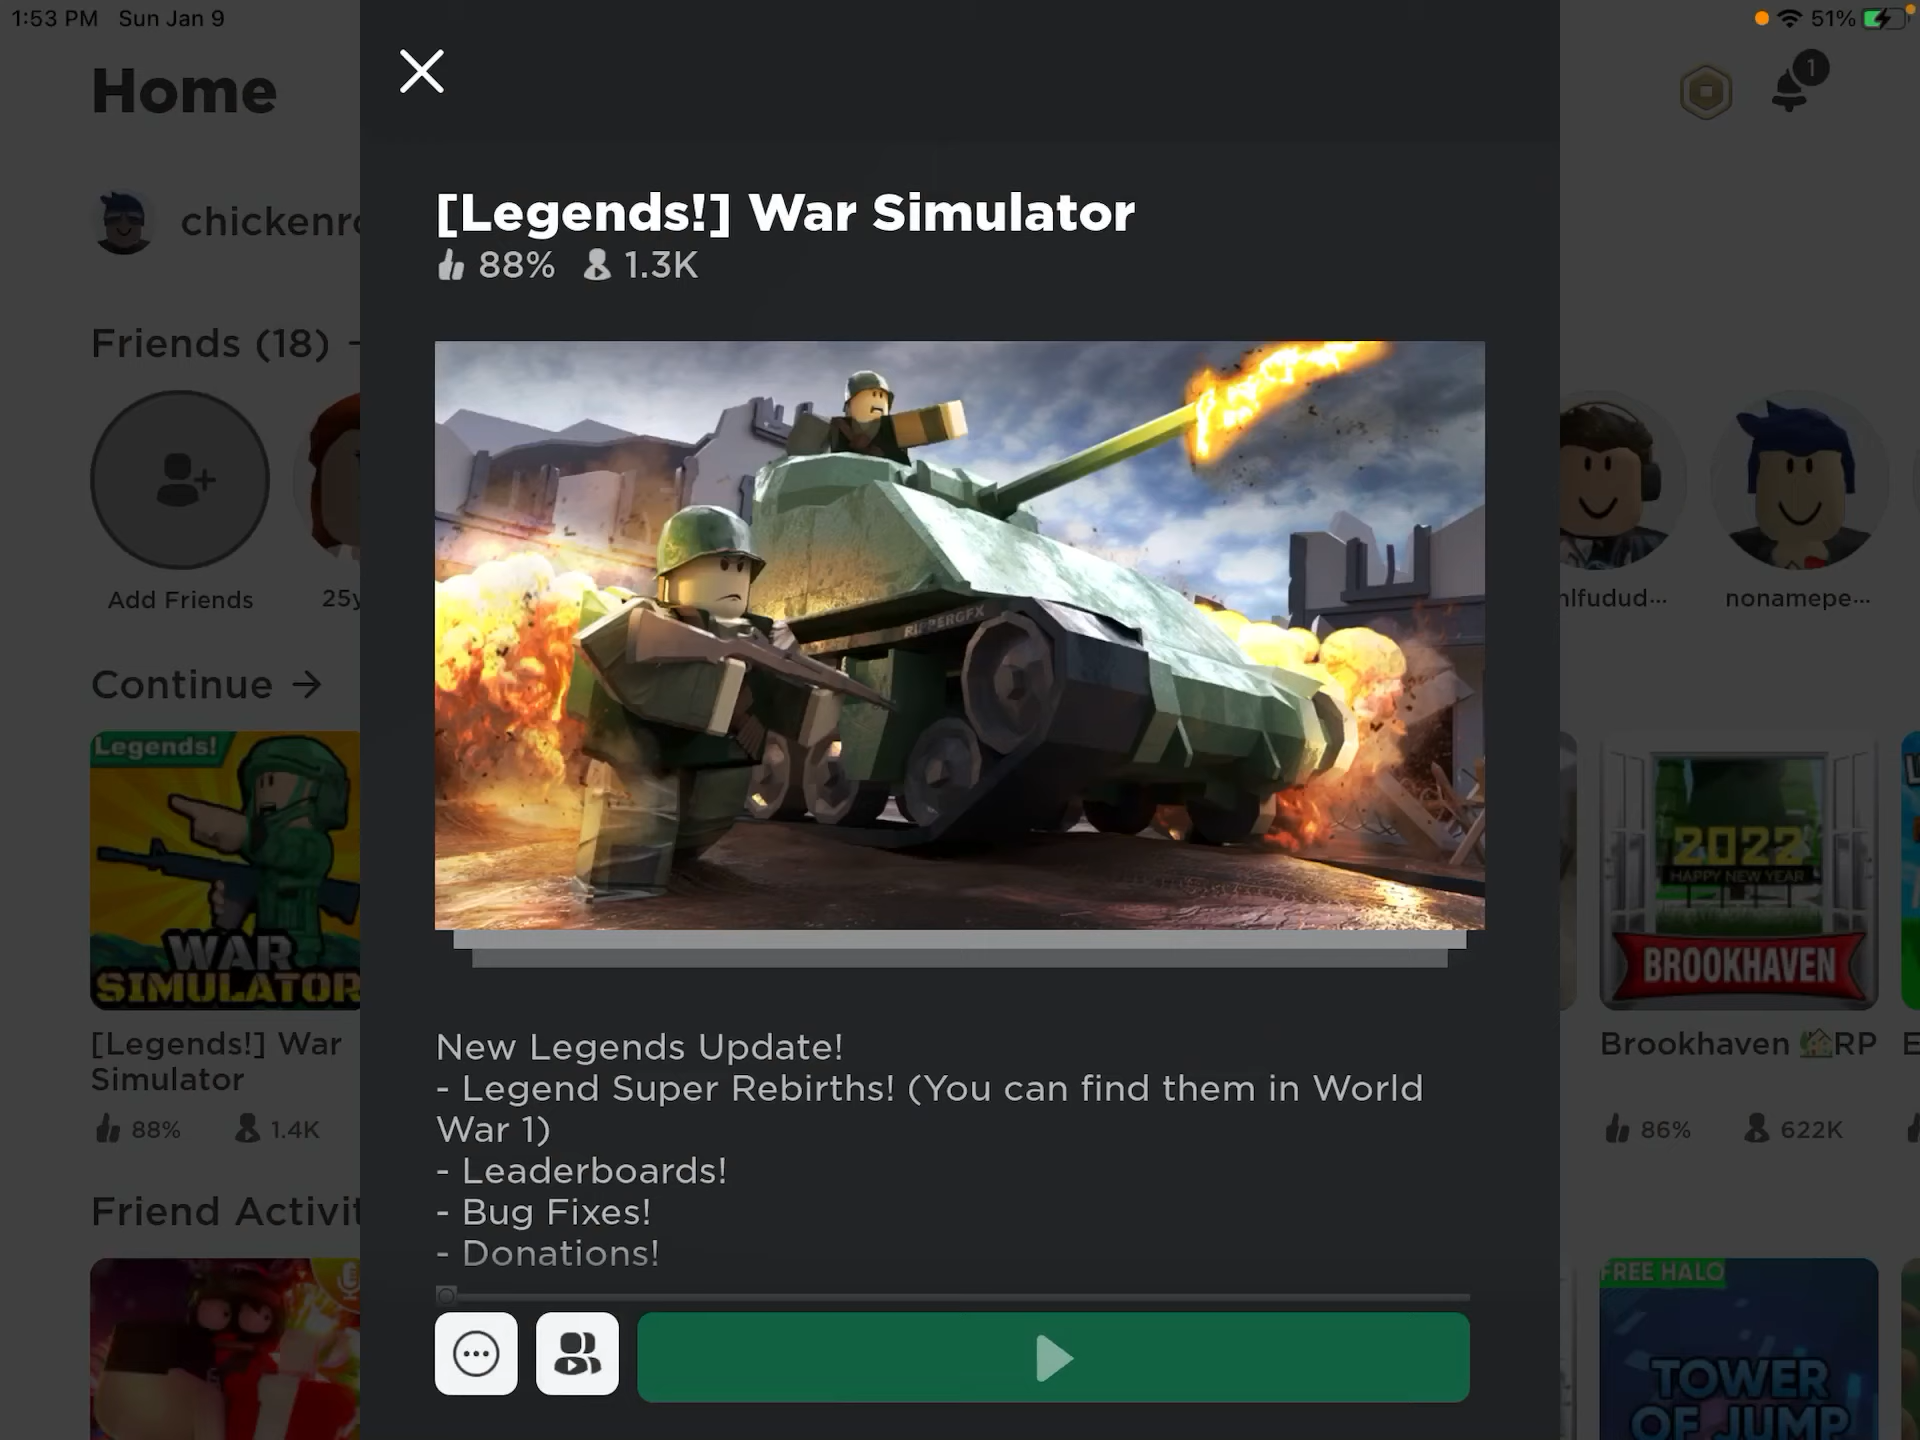 1:53 PM Sun Jan 9
51%
Home
1
chickenro
[Legends!] War Simulator
88% 1.3K
Friends (18)
RIPPERGFX
Add Friends
25y
nlfudud...
nonamepe...
Continue →
Legends!
WAR
SIMULATOR
2022
HAPPY NEW YEAR
BROOKHAVEN
[Legends!] War
Simulator
88% 1.4K
Brookhaven 🏡RP
E
86% 622K
New Legends Update!
- Legend Super Rebirths! (You can find them in World
War 1)
- Leaderboards!
- Bug Fixes!
- Donations!
Friend Activit
FREE HALO
TOWER
OF JUMP